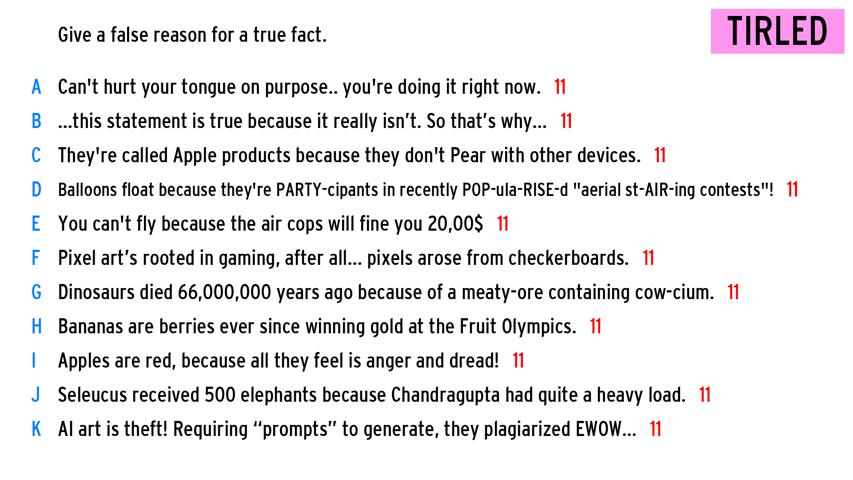 Give a false reason for a true fact.
TIRLED
A Can't hurt your tongue on purpose.. you're doing it right now. 11
B ...this statement is true because it really isn’t. So that’s why... 11
C They're called Apple products because they don't Pear with other devices. 11
D Balloons float because they're PARTY-cipants in recently POP-ula-RISE-d "aerial st-AIR-ing contests"! 11
E You can't fly because the air cops will fine you 20,00$ 11
F Pixel art’s rooted in gaming, after all... pixels arose from checkerboards. 11
G Dinosaurs died 66,000,000 years ago because of a meaty-ore containing cow-cium. 11
H Bananas are berries ever since winning gold at the Fruit Olympics. 11
I Apples are red, because all they feel is anger and dread! 11
J Seleucus received 500 elephants because Chandragupta had quite a heavy load. 11
K AI art is theft! Requiring “prompts” to generate, they plagiarized EWOW... 11